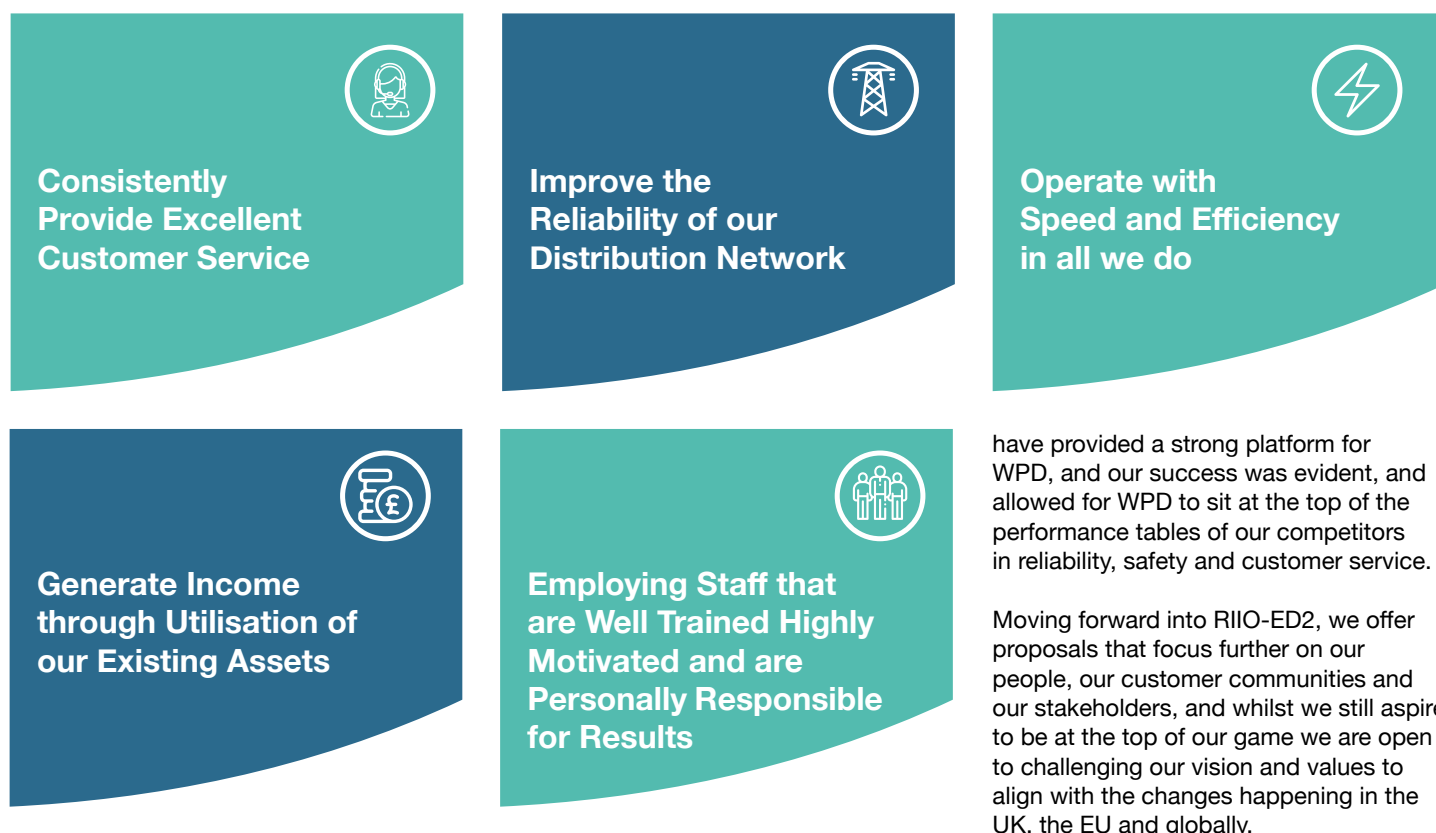 Consistently
Provide Excellent
Customer Service
Improve the
Reliability of our
Distribution Network
Operate with
Speed and Efficiency
in all we do
Generate Income
through Utilisation of
our Existing Assets
£
Employing Staff that
are Well Trained Highly
Motivated and are
Personally Responsible
for Results
have provided a strong platform for
WPD, and our success was evident, and
allowed for WPD to sit at the top of the
performance tables of our competitors
in reliability, safety and customer service.
Moving forward into RIIO-ED2, we offer
proposals that focus further on our
people, our customer communities and
our stakeholders, and whilst we still aspire
to be at the top of our game we are open
to challenging our vision and values to
align with the changes happening in the
UK, the EU and globally.